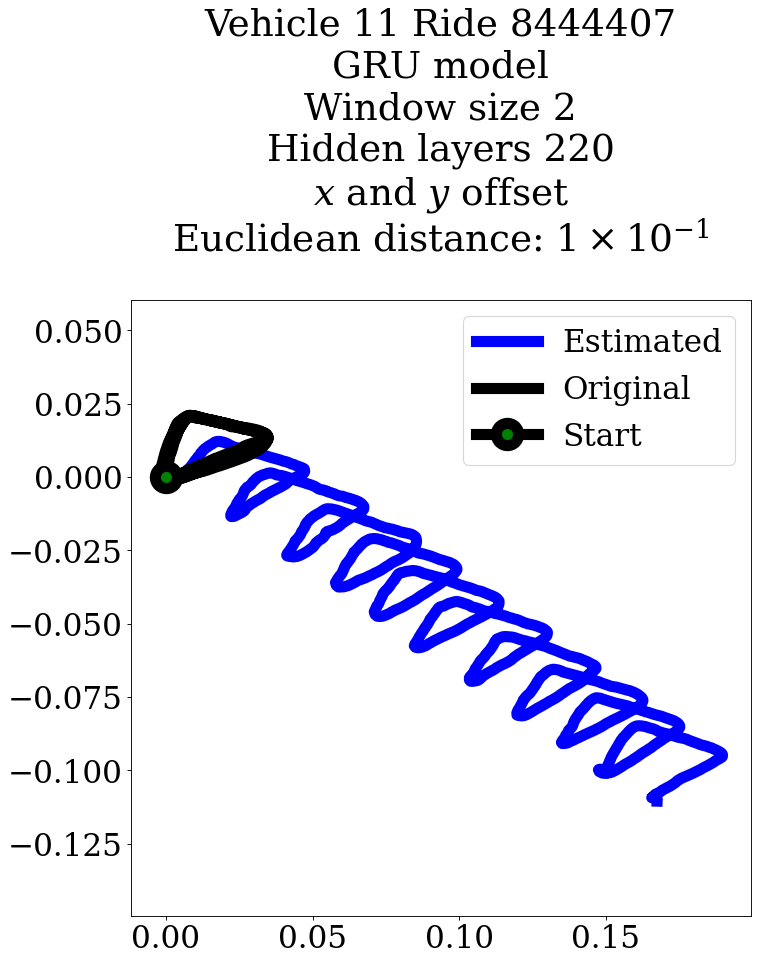 Vehicle 11 Ride 8444407
GRU model
Window size 2
Hidden layers 220
x and y offset
Euclidean distance: 1 × 10⁻¹
Estimated
Original
Start
0.050
0.025
0.000
−0.025
−0.050
−0.075
−0.100
−0.125
0.00 0.05 0.10 0.15